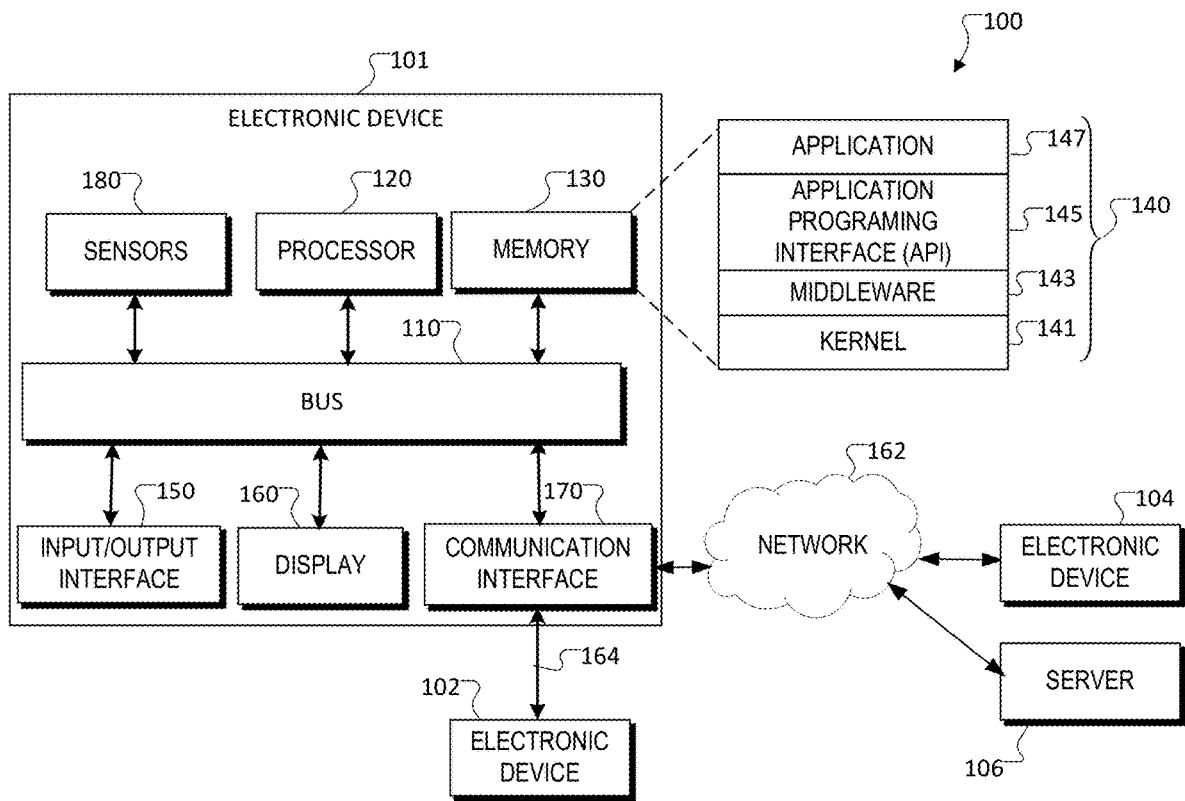 100
101
ELECTRONIC DEVICE
180
120
130
SENSORS
PROCESSOR
MEMORY
APPLICATION
147
APPLICATION
PROGRAMING
INTERFACE (API)
145
140
MIDDLEWARE
143
KERNEL
141
110
BUS
150
160
170
INPUT/OUTPUT
INTERFACE
DISPLAY
COMMUNICATION
INTERFACE
162
NETWORK
104
ELECTRONIC
DEVICE
164
102
ELECTRONIC
DEVICE
SERVER
106